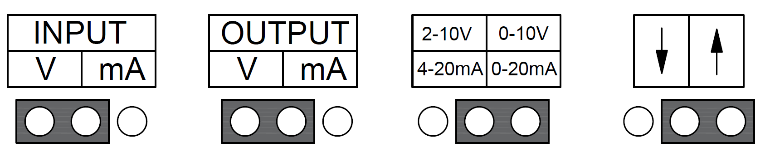 INPUT
V mA
OUTPUT
V mA
2-10V 0-10V
4-20mA 0-20mA